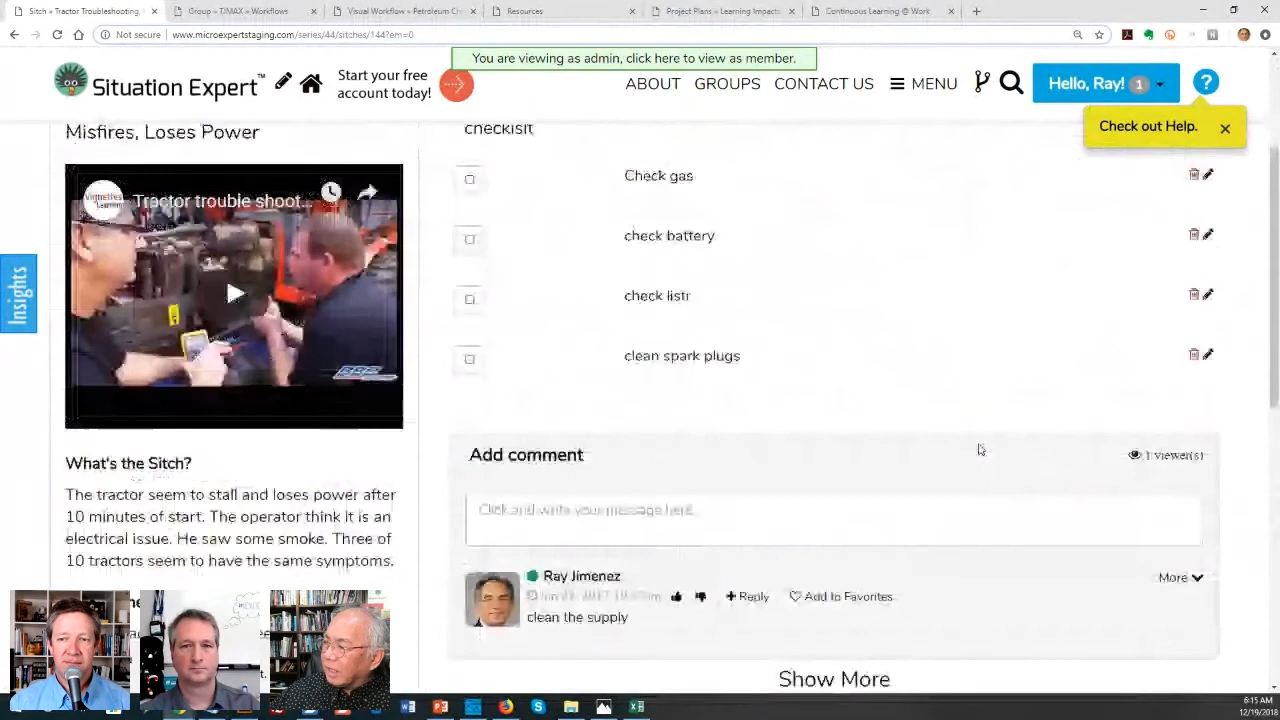 Sitch » Tractor Troubleshooting,
Group » TJMAX » Workflows
Visual Workflow » Petroleum C
Resources
Project Plans » Learning Impacts
Continuous Learning @ Work
Not secure
www.microexpertstaging.com/series/44/sitches/144?em=0
You are viewing as admin, click here to view as member.
Situation Expert™
Start your free
account today!
ABOUT GROUPS CONTACT US MENU
Hello, Ray! 1
?
Check out Help. ×
Misfires, Loses Power
checkislt
Insights
Vignettes
Learning
Tractor trouble shoot...
Check gas
check battery
check listr
clean spark plugs
What's the Sitch?
The tractor seem to stall and loses power after
10 minutes of start. The operator think it is an
electrical issue. He saw some smoke. Three of
10 tractors seem to have the same symptoms.
Add comment
1 viewer(s)
Click and write your message here..
Ray Jimenez
More
Reply
Add to Favorites
clean the supply
Show More
6:15 AM
12/19/2018